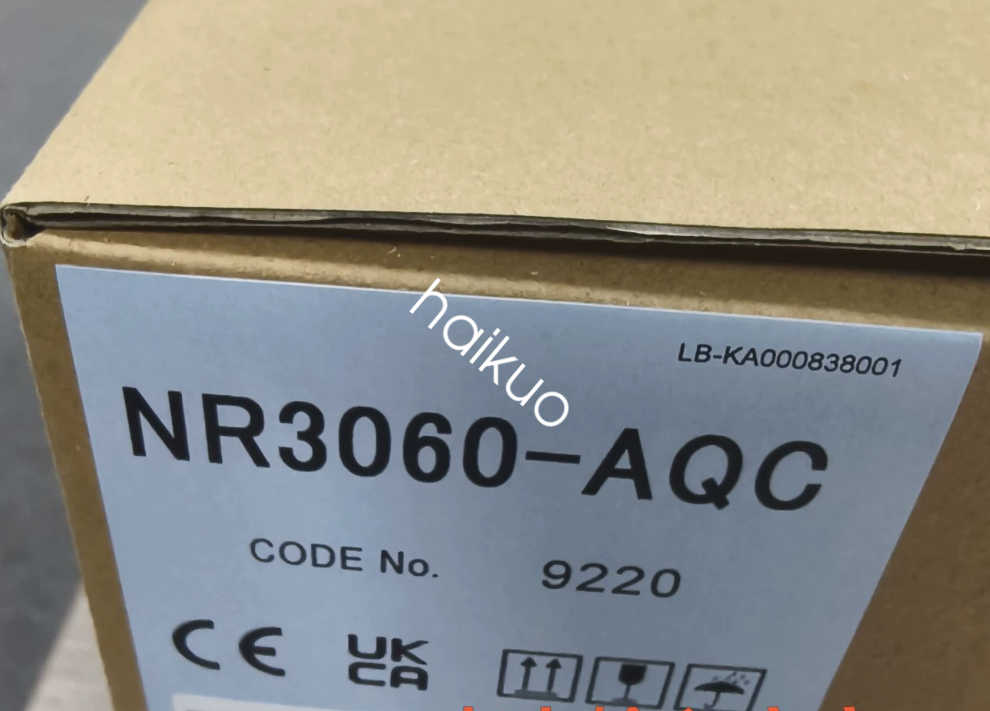 haikuo
LB-KA000838001
NR3060-AQC
CODE No. 9220
CE UK
CA